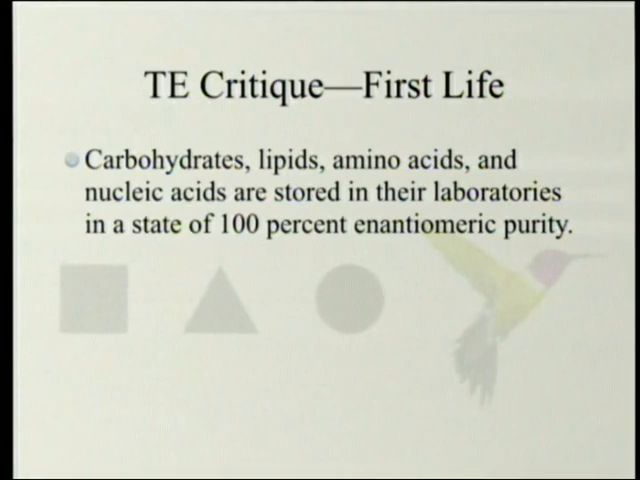 TE Critique—First Life
Carbohydrates, lipids, amino acids, and
nucleic acids are stored in their laboratories
in a state of 100 percent enantiomeric purity.